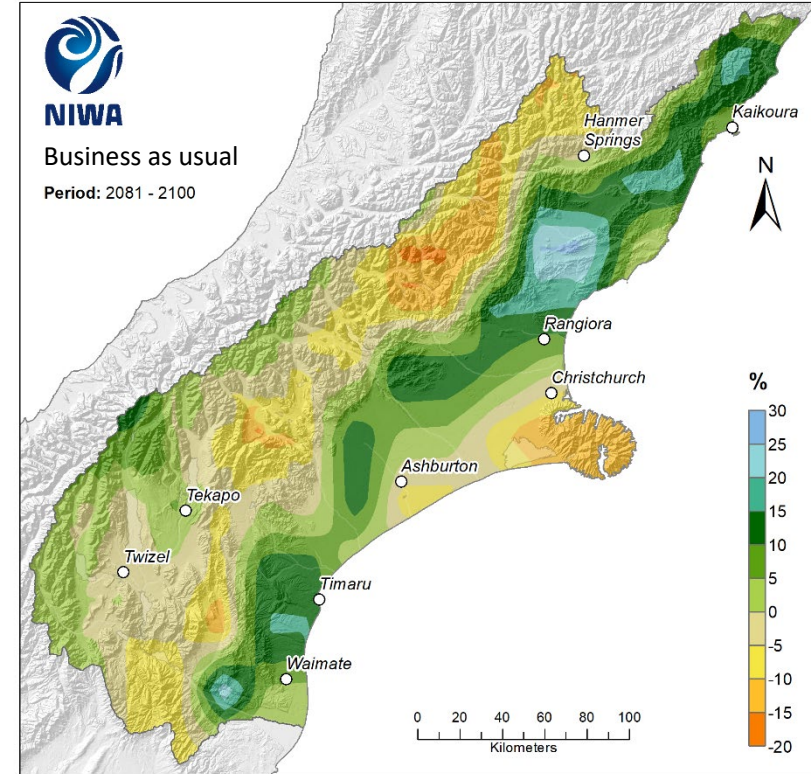 NIWA
Business as usual
Period: 2081 - 2100
Kaikoura
Hanmer
Springs
N
Rangiora
Christchurch
Ashburton
Tekapo
Twizel
Timaru
Waimate
%
30
25
20
15
10
5
0
-5
-10
-15
-20
0 20 40 60 80 100
Kilometers